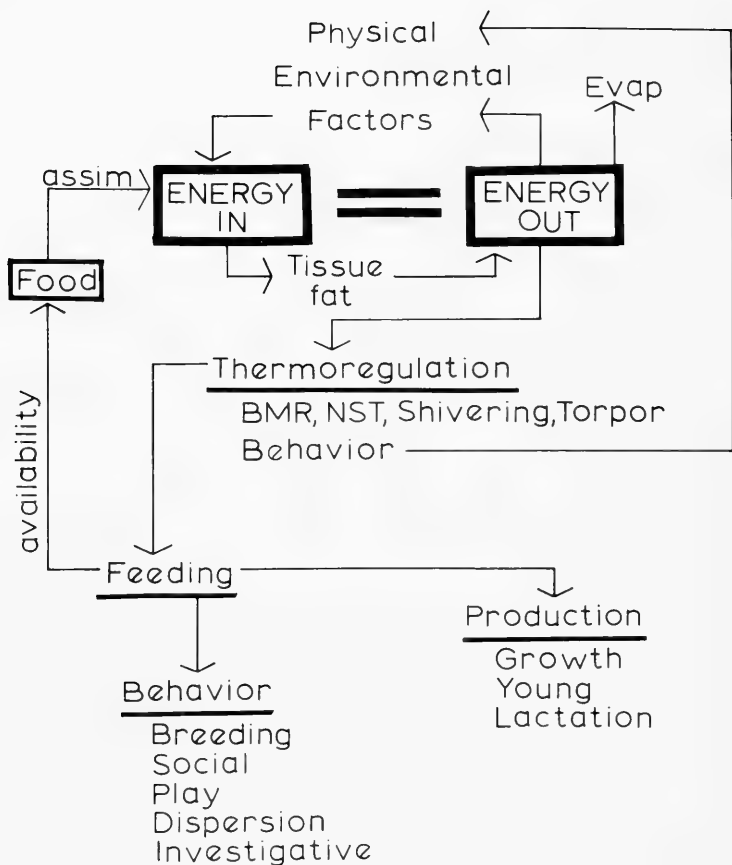 Physical
Environmental
Factors
Evap
assim
ENERGY
IN
ENERGY
OUT
Food
Tissue
fat
Thermoregulation
BMR, NST, Shivering,Torpor
Behavior
availability
Feeding
Production
Growth
Young
Lactation
Behavior
Breeding
Social
Play
Dispersion
Investigative